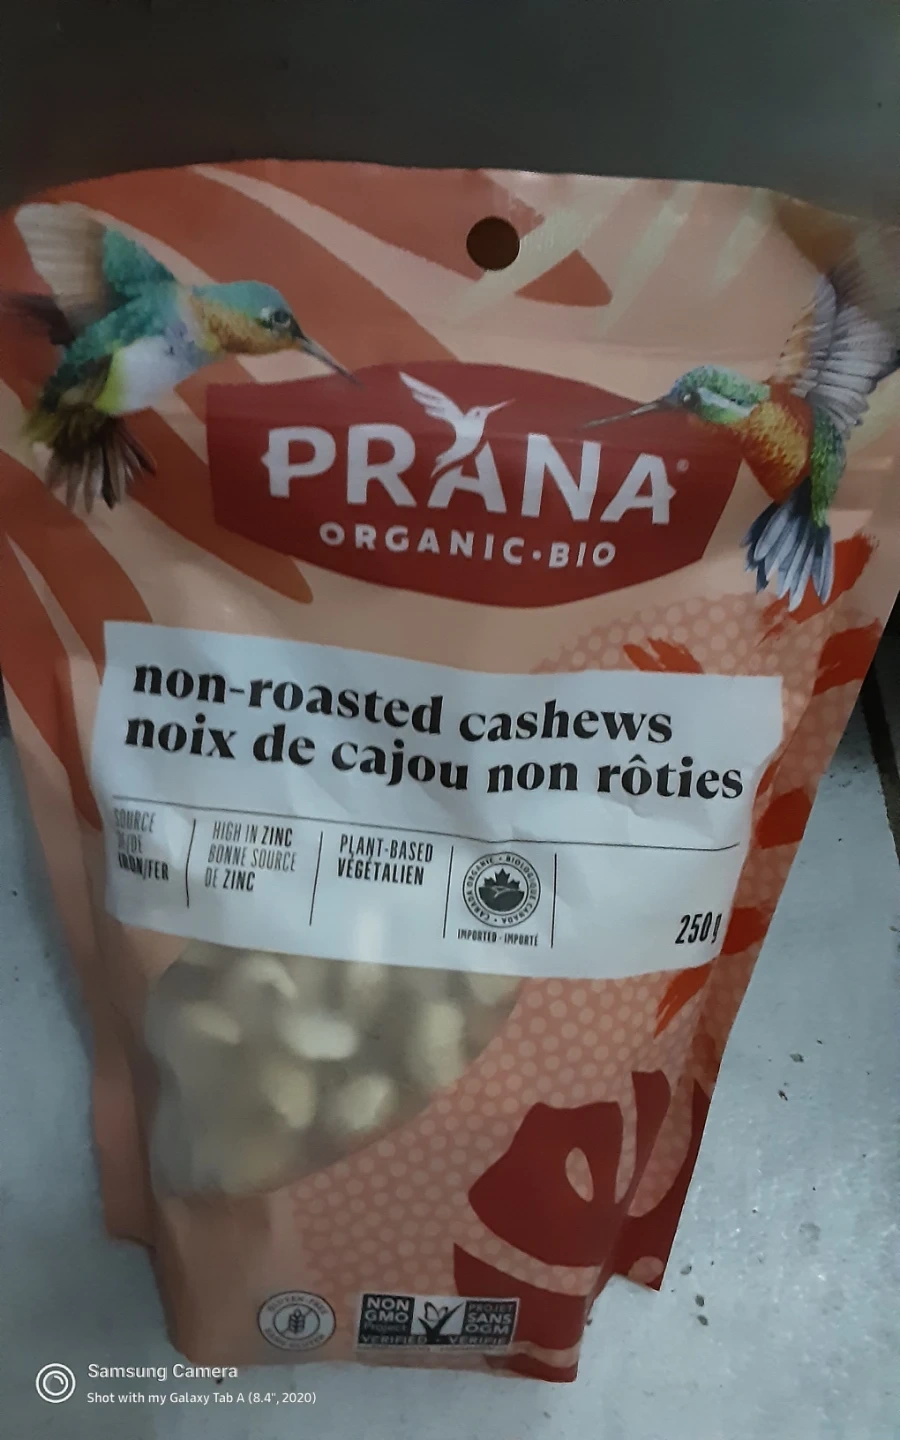 PRANA®
ORGANIC•BIO
non-roasted cashews
noix de cajou non rôties
SOURCE
IRON/FER
HIGH IN ZINC
BONNE SOURCE
DE ZINC
PLANT-BASED
VÉGÉTALIEN
CANADA ORGANIC • BIOLOGIQUE CANADA
IMPORTED - IMPORTÉ
250 g
GLUTEN-FREE
NON
GMO
Project
VERIFIED
PROJET
SANS
OGM
VÉRIFIÉ
Samsung Camera
Shot with my Galaxy Tab A (8.4", 2020)